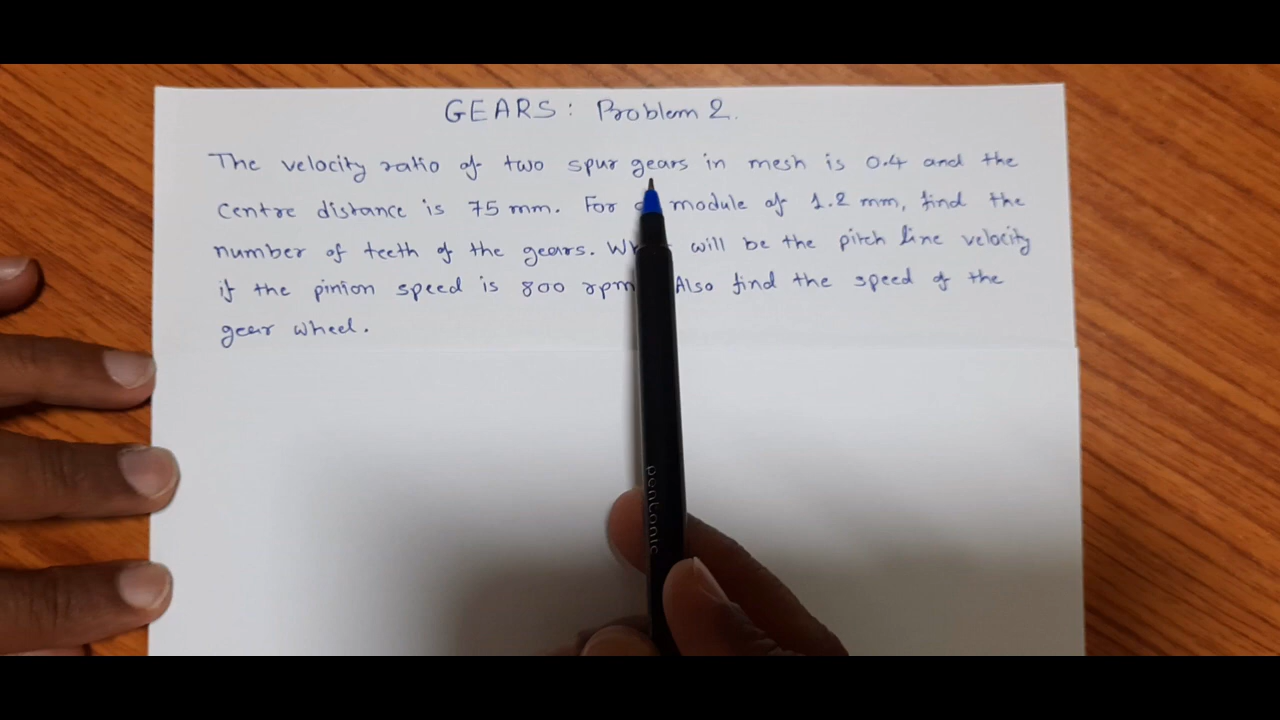 GEARS: Problem 2.
The velocity ratio of two spur gears in mesh is 0.4 and the
centre distance is 75 mm. For module of 1.2 mm, find the
number of teeth of the gears. will be the pitch line velocity
if the pinion speed is 800 rpm Also find the speed of the
gear wheel.
pentonic